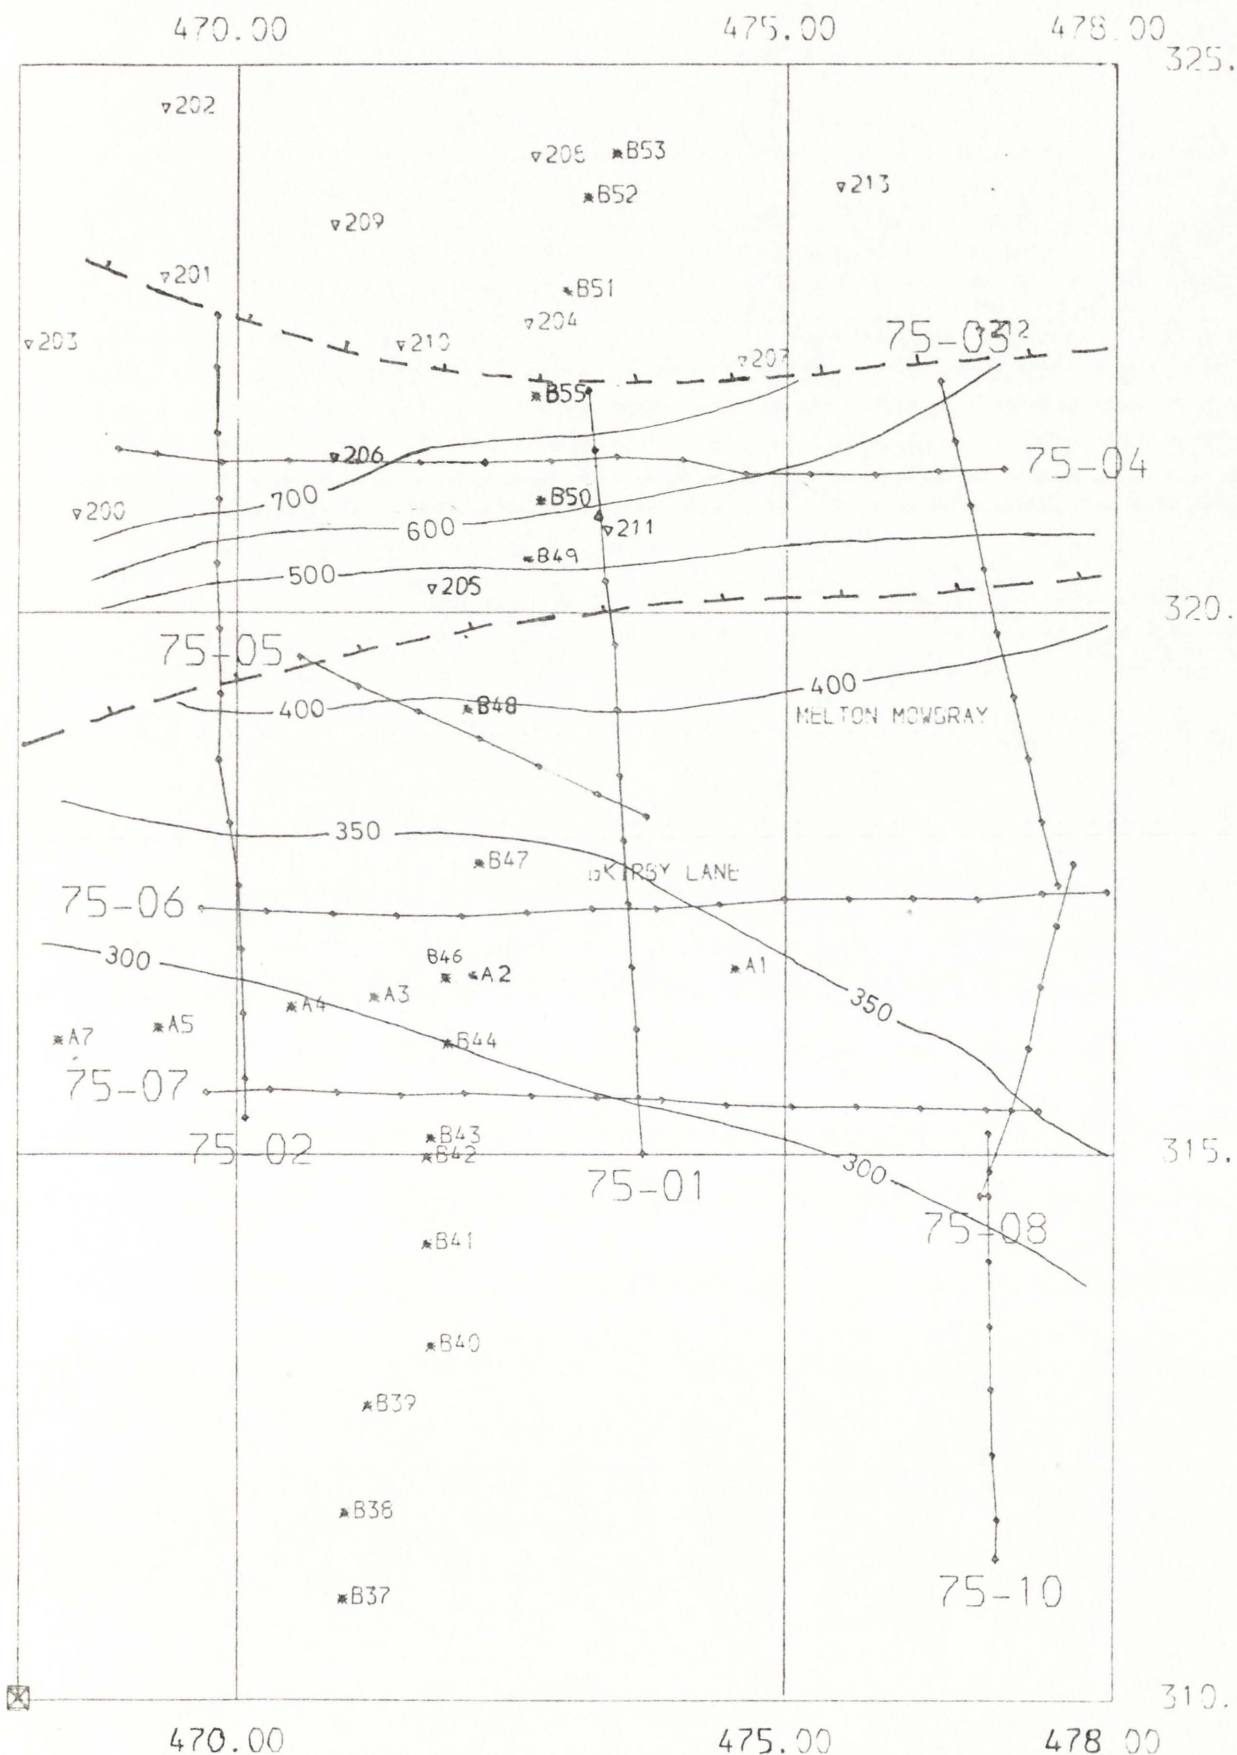 470.00 475.00 478.00
325.
202
208 B53
B52 213
209
201
B51
204
203 210 75-03 212
207
B55
206 75-04
700
200 B50
600 211
B49
500 205
320.
75-05
400 B48 400
MELTON MOWBRAY
350
B47 KIRBY LANE
75-06
300 B46 A2 A1
A4 A3 350
A7 A5 B44
75-07
B43
75-02 B42 315.
75-01 300
75-08
B41
B40
B39
B38
75-10
B37
310.
470.00 475.00 478.00